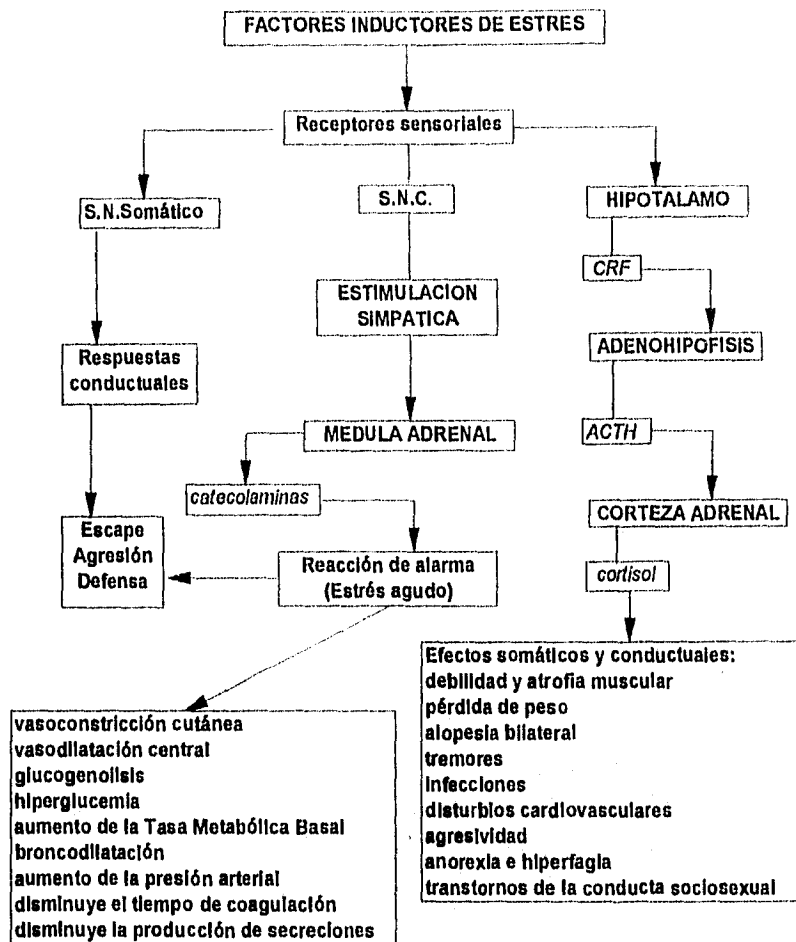 FACTORES INDUCTORES DE ESTRES
Receptores sensoriales
S.N.Somático
S.N.C.
HIPOTALAMO
CRF
ESTIMULACION
SIMPATICA
ADENOHIPOFISIS
Respuestas
conductuales
MEDULA ADRENAL
ACTH
catecolaminas
CORTEZA ADRENAL
Escape
Agresión
Defensa
Reacción de alarma
(Estrés agudo)
cortisol
Efectos somáticos y conductuales:
debilidad y atrofia muscular
pérdida de peso
alopesia bilateral
tremores
infecciones
disturbios cardiovasculares
agresividad
anorexia e hiperfagia
transtornos de la conducta sociosexual
vasoconstricción cutánea
vasodilatación central
glucogenolisis
hiperglucemia
aumento de la Tasa Metabólica Basal
broncodilatación
aumento de la presión arterial
disminuye el tiempo de coagulación
disminuye la producción de secreciones